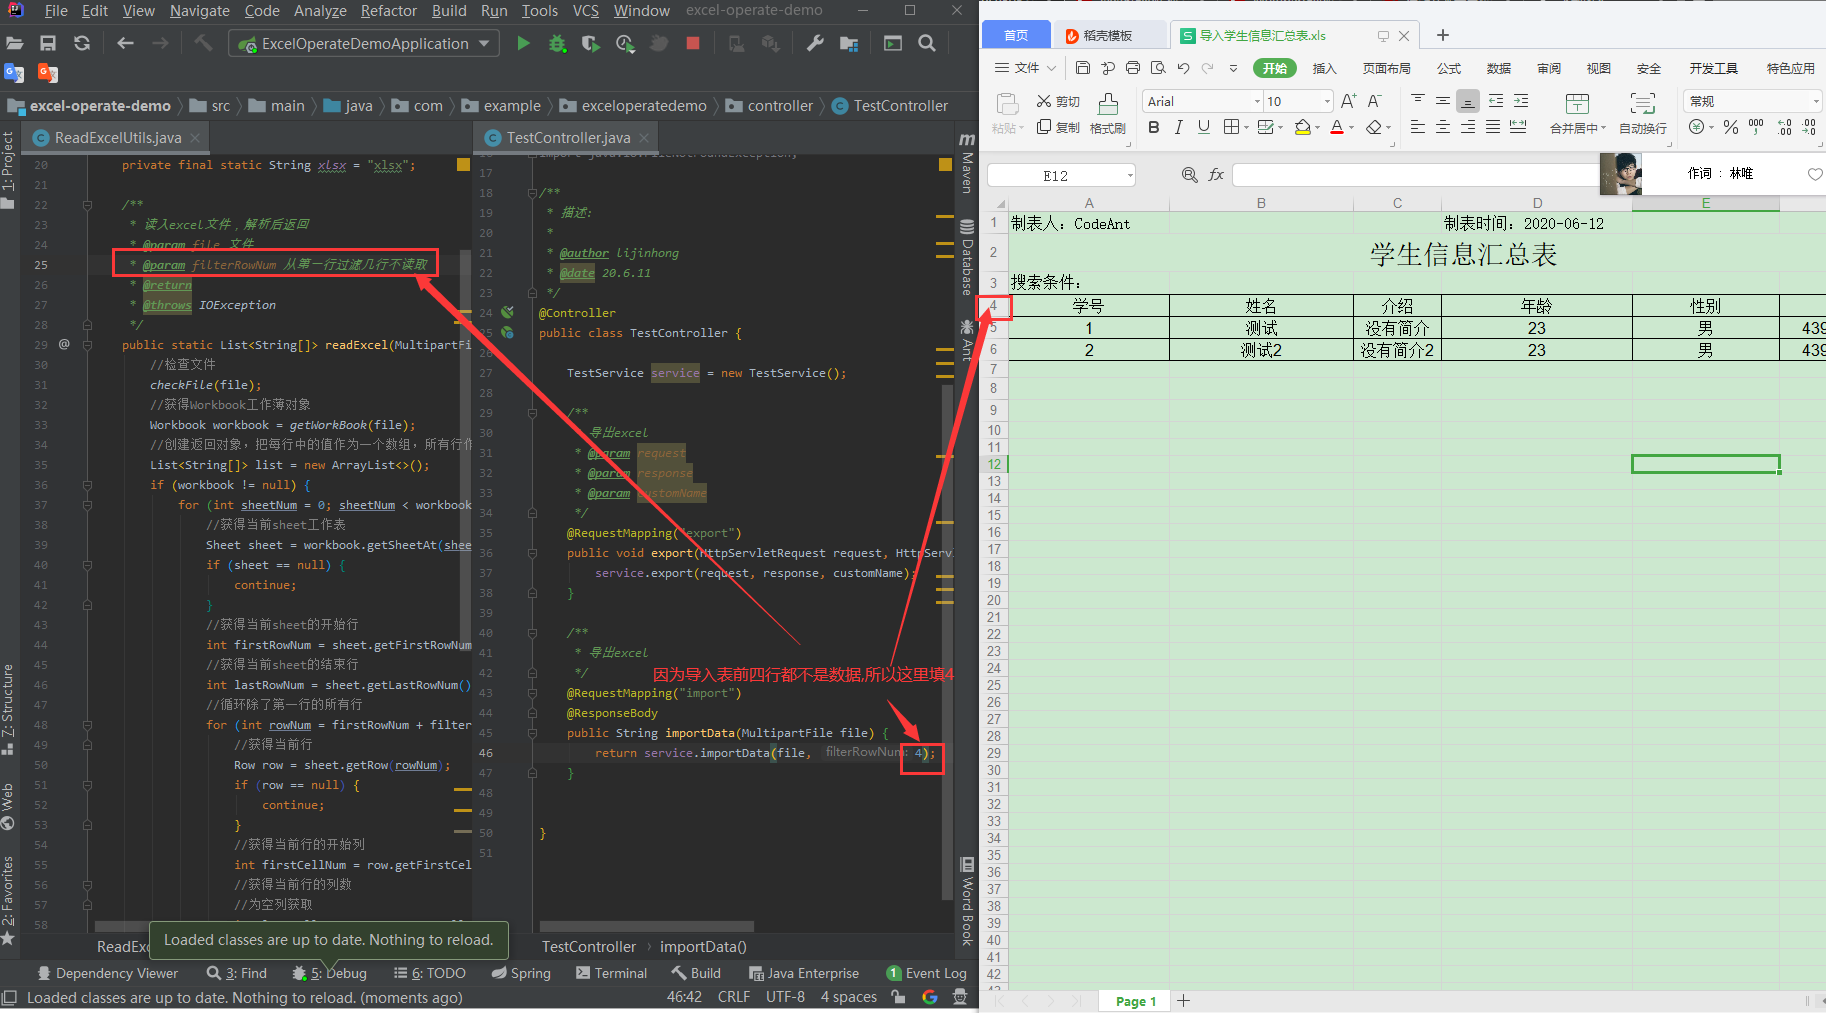 File Edit View Navigate Code Analyze Refactor Build Run Tools VCS Window excel-operate-demo
ExcelOperateDemoApplication
excel-operate-demo src main java com example exceloperatedemo controller TestController
ReadExcelUtils.java
TestController.java
1: Project
Z: Structure
Web
2: Favorites
20 private final static String xlsx = "xlsx";
21
22 /**
23 * 读入excel文件，解析后返回
24 * @param file 文件
25 * @param filterRowNum 从第一行过滤几行不读取
26 * @return
27 * @throws IOException
28 */
29 @ public static List<String[]> readExcel(MultipartFi
30 //检查文件
31 checkFile(file);
32 //获得Workbook工作薄对象
33 Workbook workbook = getWorkBook(file);
34 //创建返回对象，把每行中的值作为一个数组，所有行作
35 List<String[]> list = new ArrayList<>();
36 if (workbook != null) {
37 for (int sheetNum = 0; sheetNum < workbook
38 //获得当前sheet工作表
39 Sheet sheet = workbook.getSheetAt(shee
40 if (sheet == null) {
41 continue;
42 }
43 //获得当前sheet的开始行
44 int firstRowNum = sheet.getFirstRowNum
45 //获得当前sheet的结束行
46 int lastRowNum = sheet.getLastRowNum()
47 //循环除了第一行的所有行
48 for (int rowNum = firstRowNum + filter
49 //获得当前行
50 Row row = sheet.getRow(rowNum);
51 if (row == null) {
52 continue;
53 }
54 //获得当前行的开始列
55 int firstCellNum = row.getFirstCel
56 //获得当前行的列数
57 //为空列获取
58
17
18 /**
19 * 描述:
20 *
21 * @author lijinhong
22 * @date 20.6.11
23 */
24 @Controller
25 public class TestController {
26
27 TestService service = new TestService();
28
29 /**
30 导出excel
31 * @param request
32 * @param response
33 * @param customName
34 */
35 @RequestMapping("export")
36 public void export(HttpServletRequest request, HttpServ
37 service.export(request, response, customName);
38 }
39
40 /**
41 * 导出excel
42 */
因为导入表前四行都不是数据,所以这里填4
43 @RequestMapping("import")
44 @ResponseBody
45 public String importData(MultipartFile file) {
46 return service.importData(file, filterRowNum: 4);
47 }
48
49
50 }
51
Maven
Database
Ant
Word Book
ReadExc
Loaded classes are up to date. Nothing to reload.
TestController importData()
Dependency Viewer 3: Find 5: Debug 6: TODO Spring Terminal Build Java Enterprise 1 Event Log
Loaded classes are up to date. Nothing to reload. (moments ago) 46:42 CRLF UTF-8 4 spaces
首页 稻壳模板 导入学生信息汇总表.xls
文件 开始 插入 页面布局 公式 数据 审阅 视图 安全 开发工具 特色应用
粘贴 剪切 复制 格式刷 Arial 10 合并居中 自动换行 常规
E12 fx
作词 : 林唯
A B C D E
1 制表人: CodeAnt 制表时间: 2020-06-12
2 学生信息汇总表
3 搜索条件:
4 学号 姓名 介绍 年龄 性别
5 1 测试 没有简介 23 男 439
6 2 测试2 没有简介2 23 男 439
7
8
9
10
11
12
13
14
15
16
17
18
19
20
21
22
23
24
25
26
27
28
29
30
31
32
33
34
35
36
37
38
39
40
41
42
Page 1